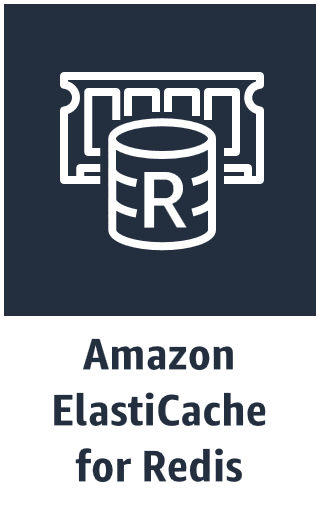 R
Amazon
ElastiCache
for Redis